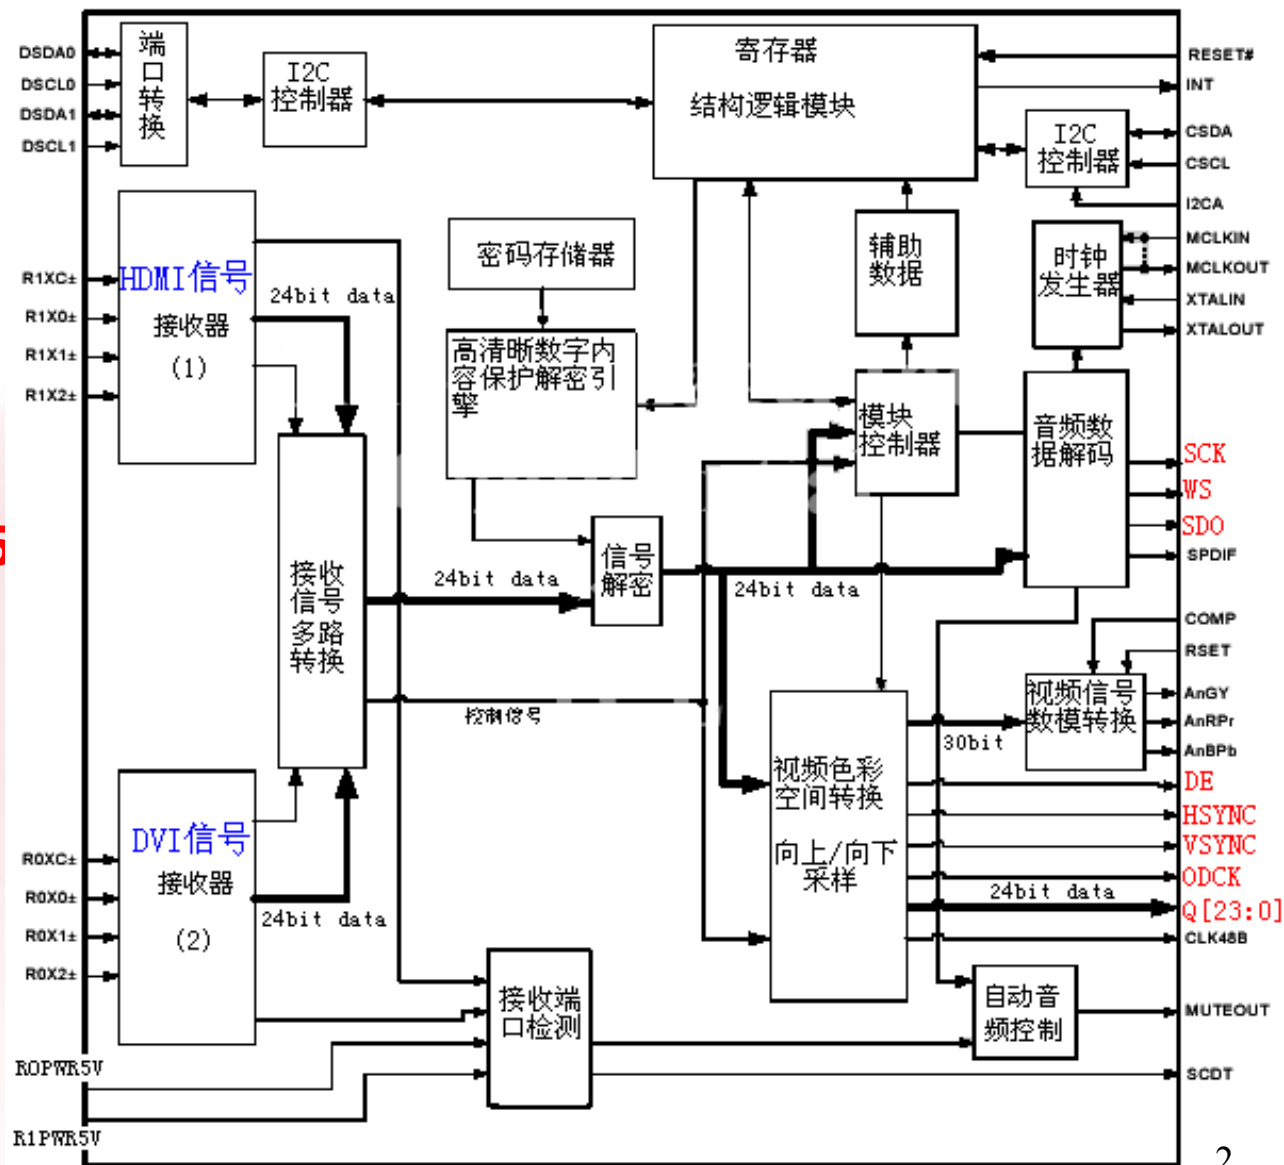 DSDA0
DSCL0
DSDA1
DSCL1
端
口
转
换
I2C
控制器
寄存器
结构逻辑模块
RESET#
INT
I2C
控制器
CSDA
CSCL
I2CA
HDMI信号
接收器
(1)
R1XC±
R1X0±
R1X1±
R1X2±
24bit data
密码存储器
高清晰数字内
容保护解密引
擎
辅助
数据
时钟
发生器
MCLKIN
MCLKOUT
XTALIN
XTALOUT
模块
控制器
音频数
据解码
SCK
WS
SDO
SPDIF
接收
信号
多路
转换
24bit data
信号
解密
24bit data
控制信号
COMP
RSET
视频信号
数模转换
AnGY
AnRPr
AnBPb
30bit
视频色彩
空间转换
向上/向下
采样
DE
HSYNC
VSYNC
ODCK
24bit data
Q[23:0]
CLK48B
DVI信号
接收器
(2)
R0XC±
R0X0±
R0X1±
R0X2±
24bit data
接收端
口检测
自动音
频控制
MUTEOUT
SCDT
R0PWR5V
R1PWR5V
2